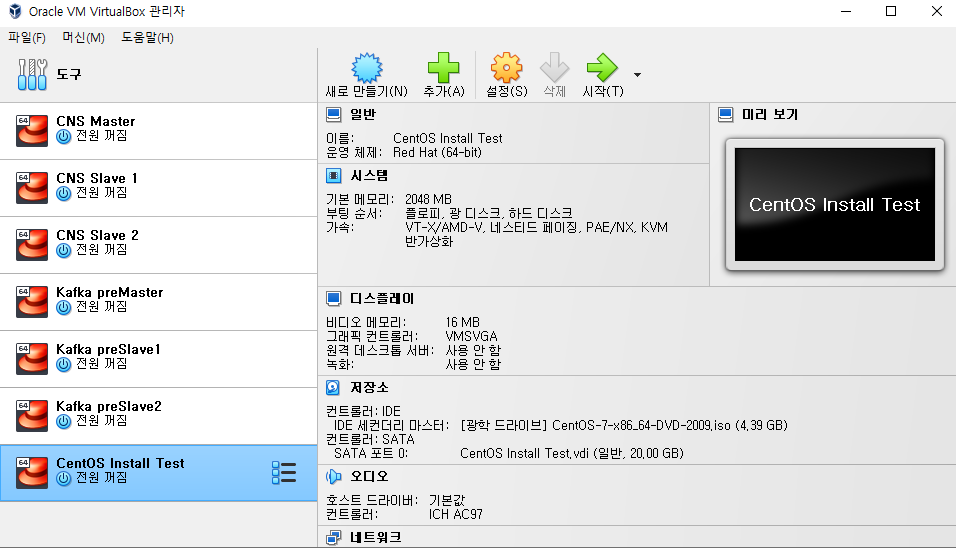 Oracle VM VirtualBox 관리자
파일(F) 머신(M) 도움말(H)
도구
새로 만들기(N) 추가(A) 설정(S) 삭제 시작(T)
64
CNS Master
전원 꺼짐
64
CNS Slave 1
전원 꺼짐
64
CNS Slave 2
전원 꺼짐
64
Kafka preMaster
전원 꺼짐
64
Kafka preSlave1
전원 꺼짐
64
Kafka preSlave2
전원 꺼짐
64
CentOS Install Test
전원 꺼짐
일반
이름: CentOS Install Test
운영 체제: Red Hat (64-bit)
시스템
기본 메모리: 2048 MB
부팅 순서: 플로피, 광 디스크, 하드 디스크
가속: VT-X/AMD-V, 네스티드 페이징, PAE/NX, KVM
반가상화
미리 보기
CentOS Install Test
디스플레이
비디오 메모리: 16 MB
그래픽 컨트롤러: VMSVGA
원격 데스크톱 서버: 사용 안 함
녹화: 사용 안 함
저장소
컨트롤러: IDE
IDE 세컨더리 마스터: [광학 드라이브] CentOS-7-x86_64-DVD-2009.iso (4.39 GB)
컨트롤러: SATA
SATA 포트 0: CentOS Install Test.vdi (일반, 20.00 GB)
오디오
호스트 드라이버: 기본값
컨트롤러: ICH AC97
네트워크